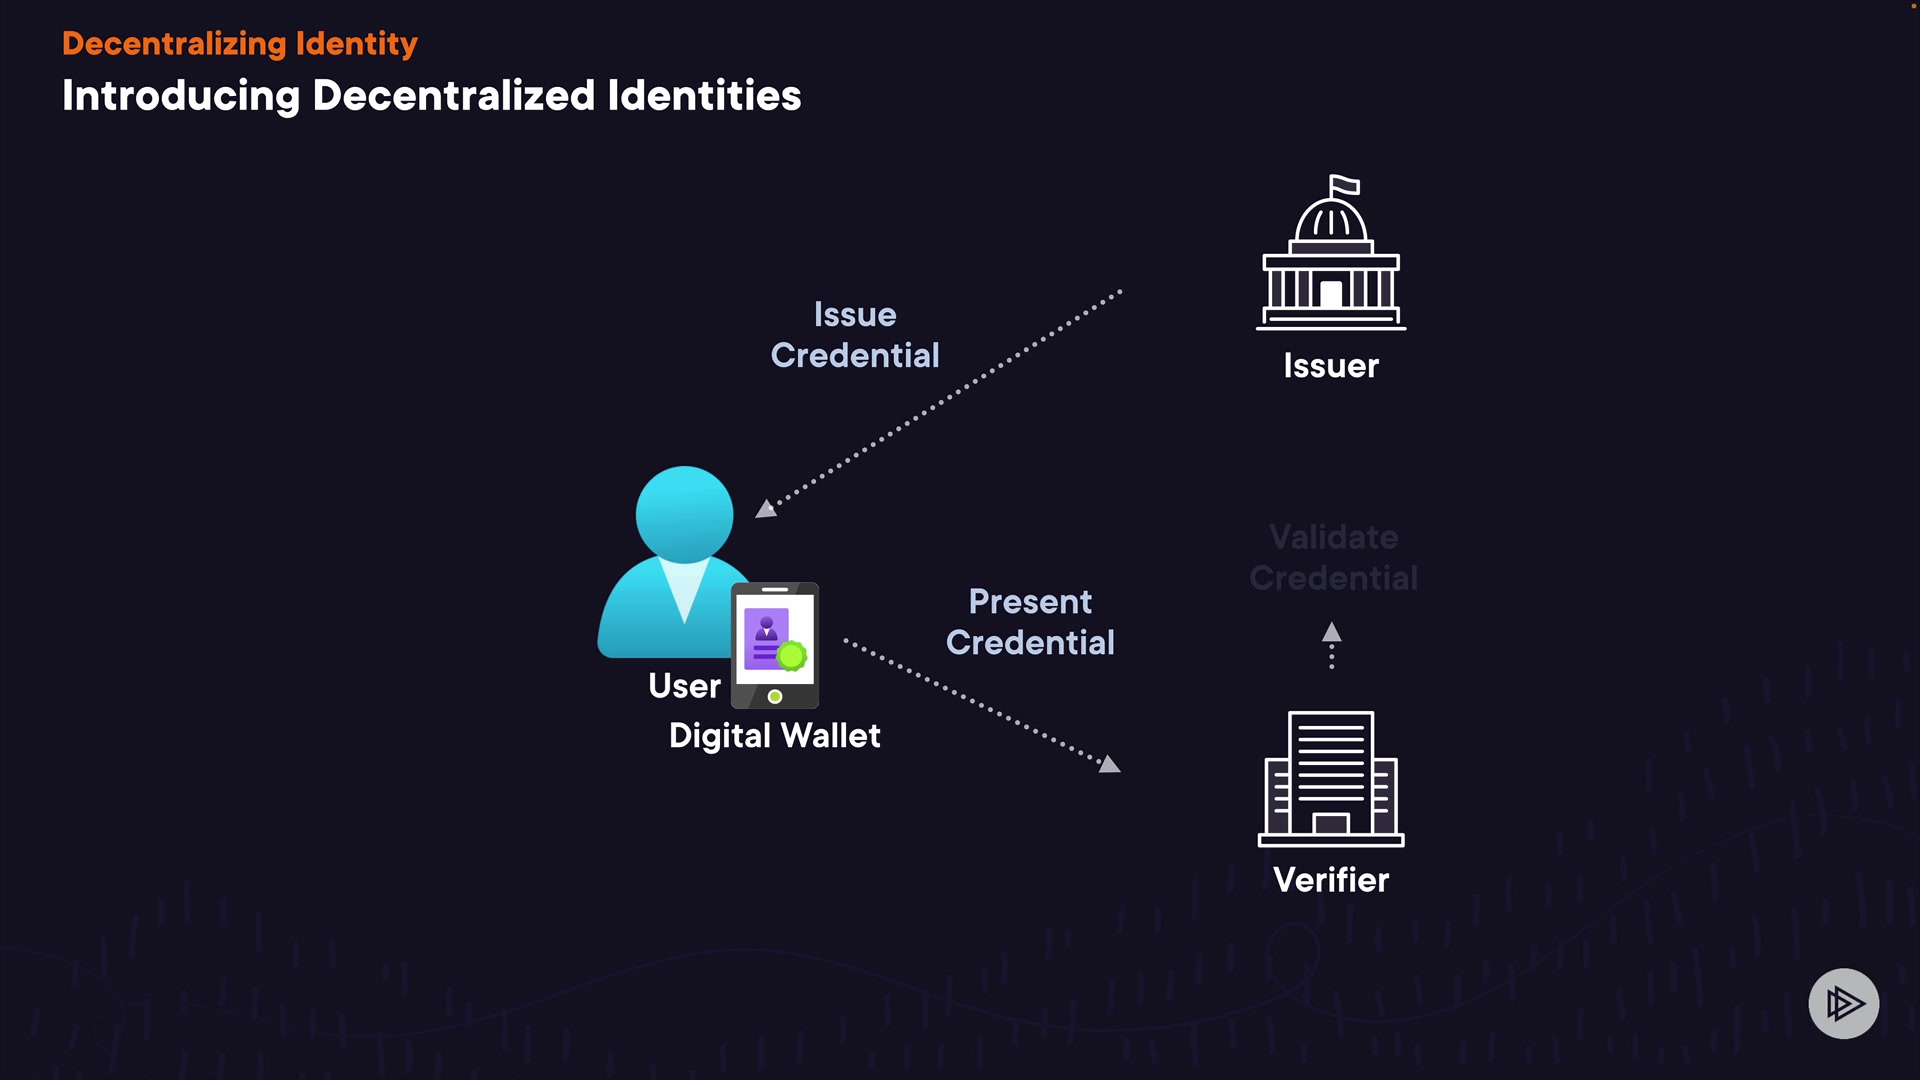 Decentralizing Identity
Introducing Decentralized Identities
Issue
Credential
Issuer
Validate
Credential
Present
Credential
User
Digital Wallet
Verifier